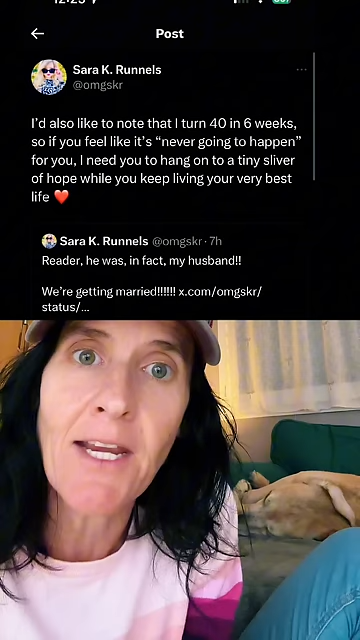 Post
Sara K. Runnels
@omgskr
I'd also like to note that I turn 40 in 6 weeks,
so if you feel like it's “never going to happen”
for you, I need you to hang on to a tiny sliver
of hope while you keep living your very best
life ❤️
Sara K. Runnels @omgskr · 7h
Reader, he was, in fact, my husband!!
We're getting married!!!!!! x.com/omgskr/
status/...